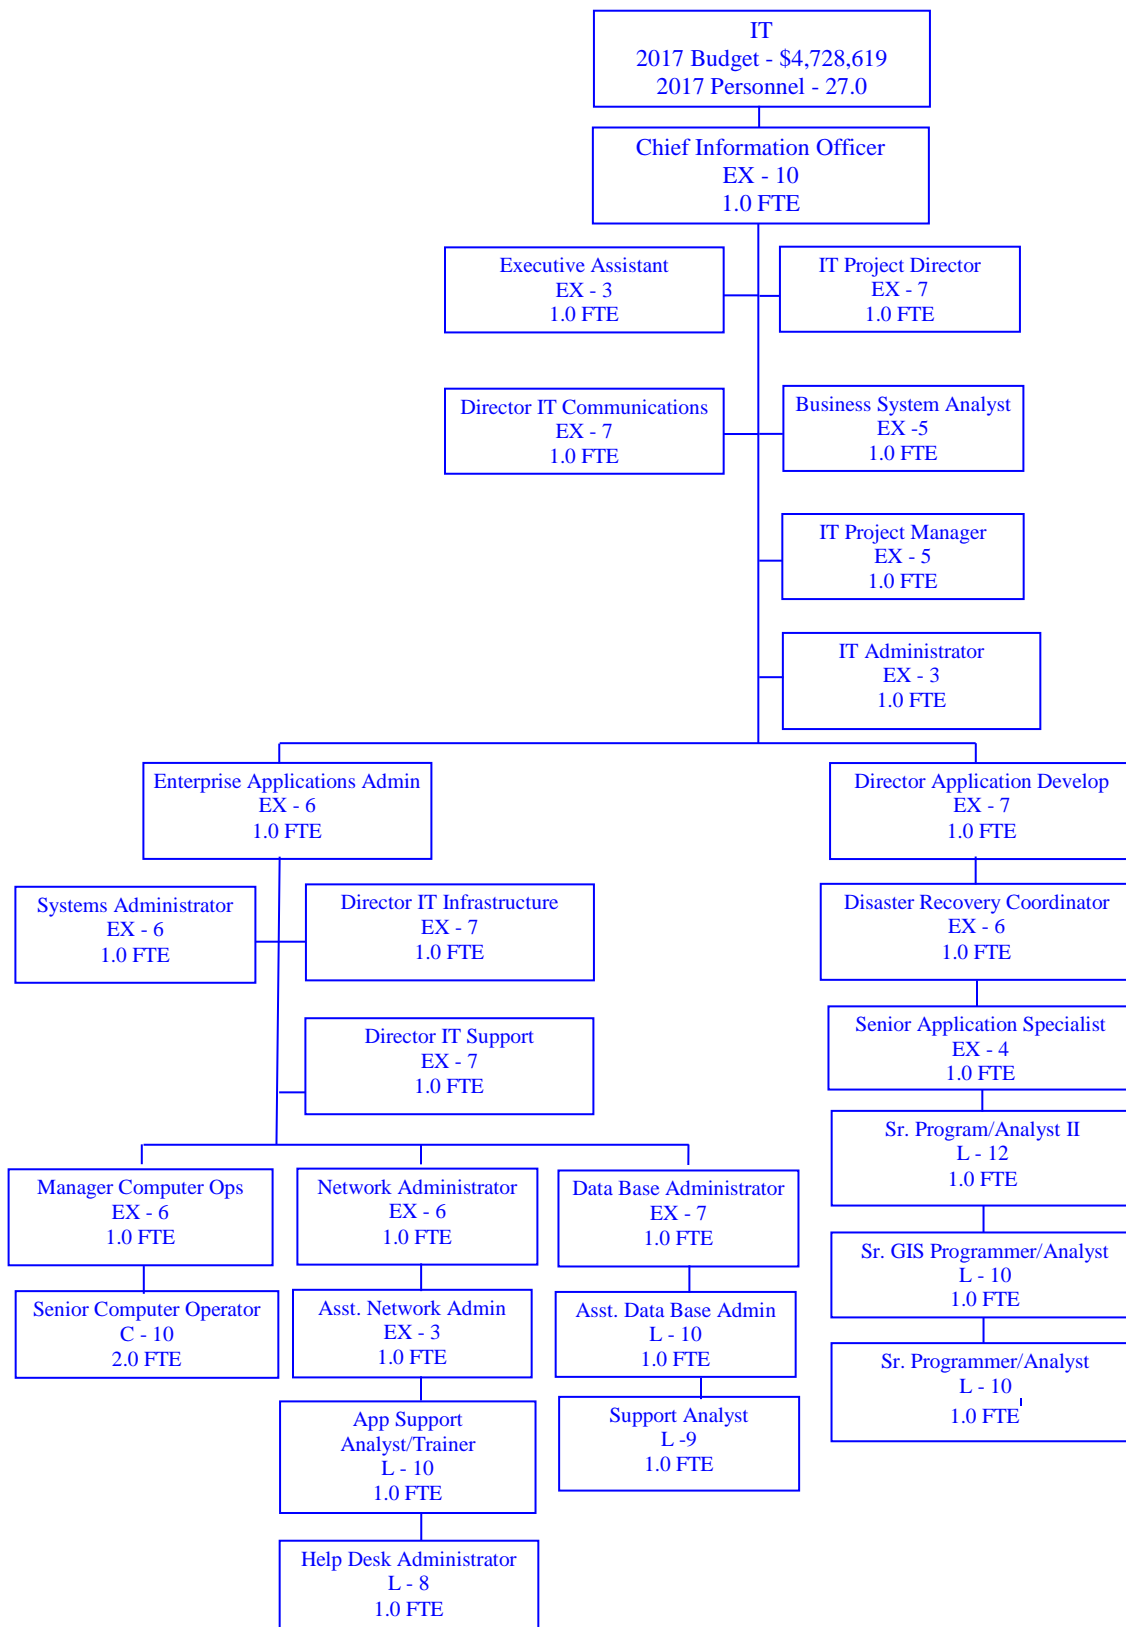 IT
2017 Budget - $4,728,619
2017 Personnel - 27.0
Chief Information Officer
EX - 10
1.0 FTE
Executive Assistant
EX - 3
1.0 FTE
IT Project Director
EX - 7
1.0 FTE
Director IT Communications
EX - 7
1.0 FTE
Business System Analyst
EX -5
1.0 FTE
IT Project Manager
EX - 5
1.0 FTE
IT Administrator
EX - 3
1.0 FTE
Enterprise Applications Admin
EX - 6
1.0 FTE
Director Application Develop
EX - 7
1.0 FTE
Systems Administrator
EX - 6
1.0 FTE
Director IT Infrastructure
EX - 7
1.0 FTE
Disaster Recovery Coordinator
EX - 6
1.0 FTE
Director IT Support
EX - 7
1.0 FTE
Senior Application Specialist
EX - 4
1.0 FTE
Sr. Program/Analyst II
L - 12
1.0 FTE
Manager Computer Ops
EX - 6
1.0 FTE
Network Administrator
EX - 6
1.0 FTE
Data Base Administrator
EX - 7
1.0 FTE
Sr. GIS Programmer/Analyst
L - 10
1.0 FTE
Senior Computer Operator
C - 10
2.0 FTE
Asst. Network Admin
EX - 3
1.0 FTE
Asst. Data Base Admin
L - 10
1.0 FTE
Sr. Programmer/Analyst
L - 10
1.0 FTE
App Support
Analyst/Trainer
L - 10
1.0 FTE
Support Analyst
L -9
1.0 FTE
Help Desk Administrator
L - 8
1.0 FTE